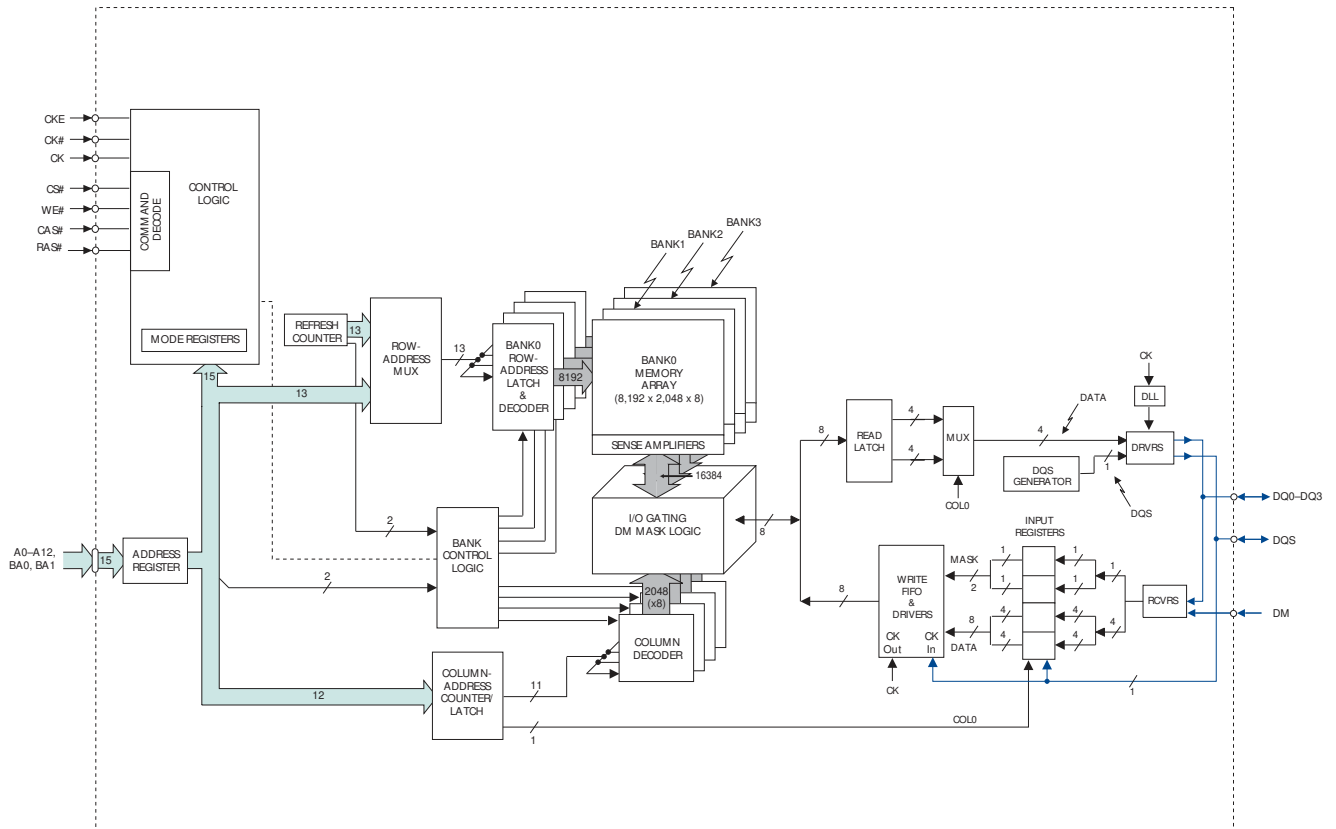 CKE
CK#
CK
CS#
WE#
CAS#
RAS#
COMMAND
DECODE
CONTROL
LOGIC
MODE REGISTERS
15
REFRESH
COUNTER
13
13
ROW-
ADDRESS
MUX
13
BANK0
ROW-
ADDRESS
LATCH
&
DECODER
8192
BANK1
BANK2
BANK3
BANK0
MEMORY
ARRAY
(8,192 x 2,048 x 8)
SENSE AMPLIFIERS
16384
I/O GATING
DM MASK LOGIC
8
2
2
BANK
CONTROL
LOGIC
2048
(x8)
COLUMN
DECODER
A0–A12,
BA0, BA1
15
ADDRESS
REGISTER
12
COLUMN-
ADDRESS
COUNTER/
LATCH
11
1
COL0
8
READ
LATCH
4
4
MUX
COL0
4
DATA
DQS
GENERATOR
1
DQS
CK
DLL
DRVRS
DQ0–DQ3
DQS
DM
INPUT
REGISTERS
8
WRITE
FIFO
&
DRIVERS
CK
Out
CK
In
CK
MASK
2
8
DATA
1
1
4
4
1
1
4
4
1
4
RCVRS
1